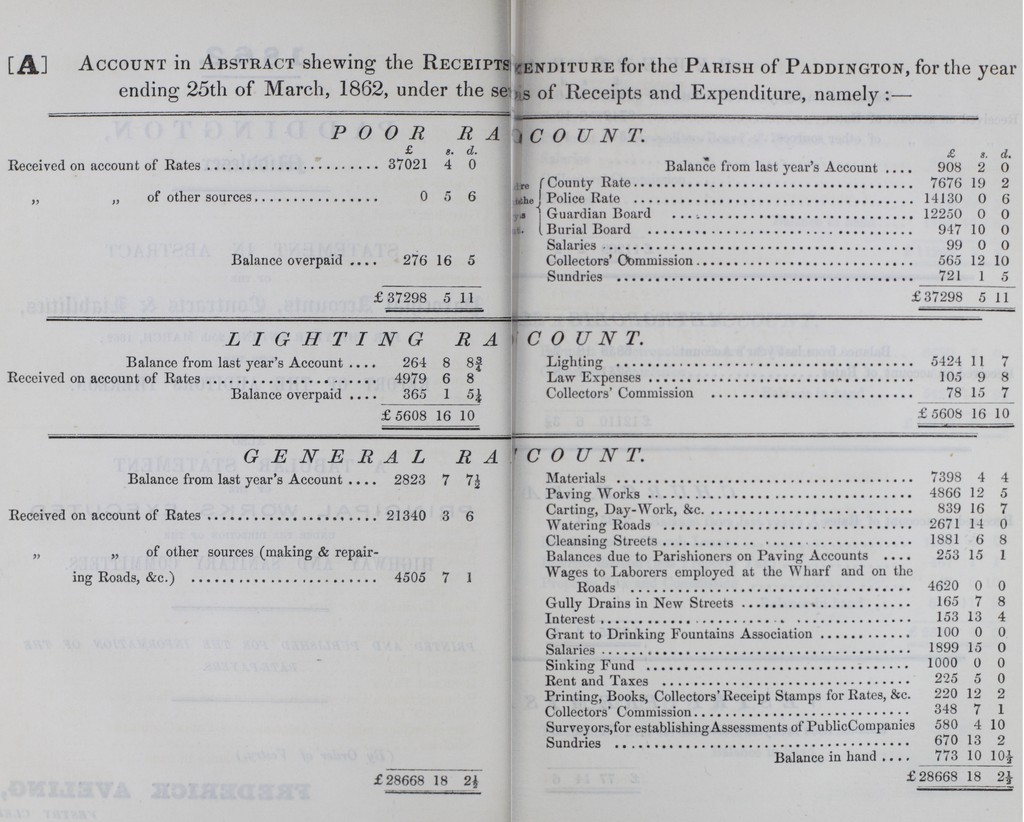 [A] ACCOUNT in ABSTRACT shewing the RECEIPTS ENDITURE for the PARISH of PADDINGTON, for the year
ending 25th of March, 1862, under the se s of Receipts and Expenditure, namely :—
POOR RA COUNT.
£ s. d.
Received on account of Rates .................... 37021 4 0
„ „ of other sources ................ 0 5 6
Balance overpaid .... 276 16 5
£37298 5 11
£ s. d.
Balance from last year's Account .... 908 2 0
County Rate .................... 7676 19 2
Police Rate .................... 14130 0 6
the
Guardian Board .................... 12250 0 0
Burial Board .................... 947 10 0
Salaries .................... 99 0 0
Collectors' Commission .................... 565 12 10
Sundries .................... 721 1 5
£37298 5 11
LIGHTING RA COUNT.
Balance from last year's Account .... 264 8 8¾
Received on account of Rates .................... 4979 6 8
Balance overpaid .... 365 1 5¼
£5608 16 10
Lighting .................... 5424 11 7
Law Expenses .................... 105 9 8
Collectors' Commission .................... 78 15 7
£5608 16 10
GENERAL RA COUNT.
Balance from last year's Account .... 2823 7 7½
Received on account of Rates .................... 21340 3 6
„ „ of other sources (making & repair-
ing Roads, &c.) .................... 4505 7 1
£28668 18 2½
Materials .................... 7398 4 4
Paving Works .................... 4866 12 5
Carting, Day-Work, &c. .................... 839 16 7
Watering Roads .................... 2671 14 0
Cleansing Streets .................... 1881 6 8
Balances due to Parishioners on Paving Accounts .... 253 15 1
Wages to Laborers employed at the Wharf and on the
Roads .................... 4620 0 0
Gully Drains in New Streets .................... 165 7 8
Interest .................... 153 13 4
Grant to Drinking Fountains Association ............ 100 0 0
Salaries .................... 1899 15 0
Sinking Fund .................... 1000 0 0
Rent and Taxes .................... 225 5 0
Printing, Books, Collectors' Receipt Stamps for Rates, &c. 220 12 2
Collectors' Commission .................... 348 7 1
Surveyors, for establishing Assessments of Public Companies 580 4 10
Sundries .................... 670 13 2
Balance in hand .... 773 10 10½
£28668 18 2½